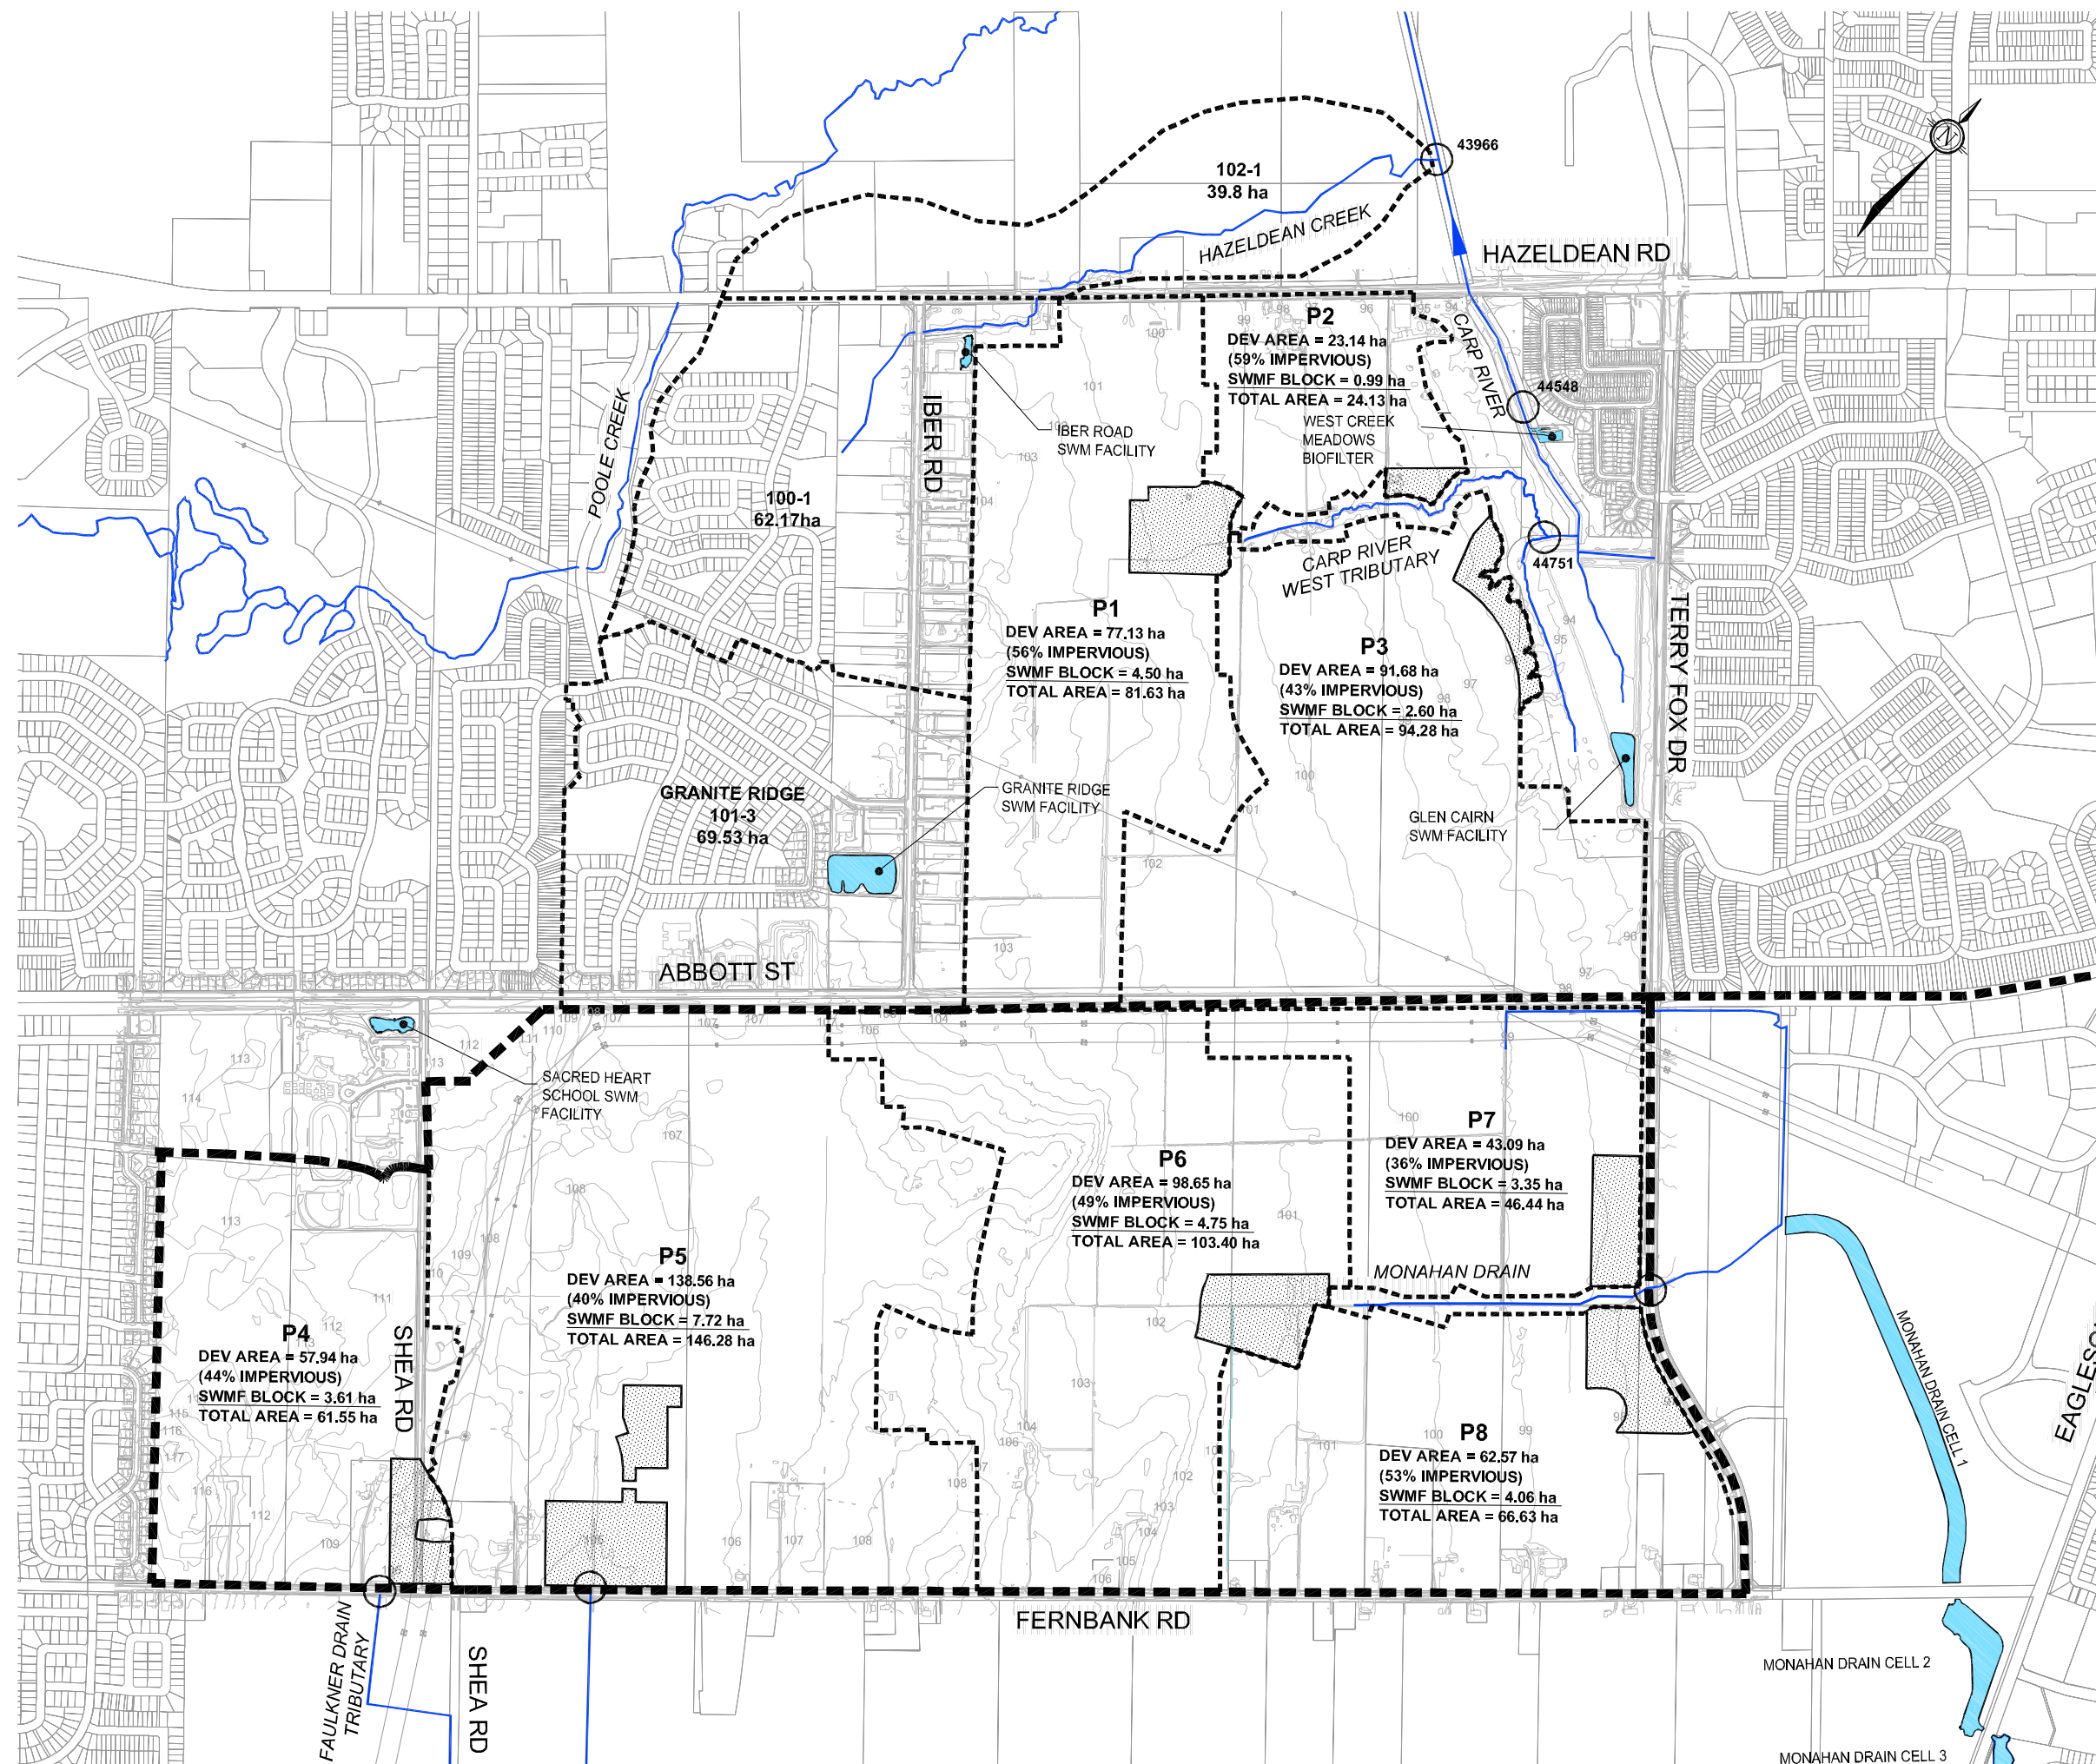 43966
102-1
39.8 ha
N
HAZELDEAN CREEK
HAZELDEAN RD
P2
DEV AREA = 23.14 ha
(59% IMPERVIOUS)
SWMF BLOCK = 0.99 ha
TOTAL AREA = 24.13 ha
CARP RIVER
44548
WEST CREEK
MEADOWS
BIOFILTER
POOLE CREEK
IBER RD
IBER ROAD
SWM FACILITY
100-1
62.17ha
CARP RIVER
WEST TRIBUTARY
44751
P1
DEV AREA = 77.13 ha
(56% IMPERVIOUS)
SWMF BLOCK = 4.50 ha
TOTAL AREA = 81.63 ha
P3
DEV AREA = 91.68 ha
(43% IMPERVIOUS)
SWMF BLOCK = 2.60 ha
TOTAL AREA = 94.28 ha
TERRY FOX DR
GRANITE RIDGE
101-3
69.53 ha
GRANITE RIDGE
SWM FACILITY
GLEN CAIRN
SWM FACILITY
ABBOTT ST
SACRED HEART
SCHOOL SWM
FACILITY
P7
DEV AREA = 43.09 ha
(36% IMPERVIOUS)
SWMF BLOCK = 3.35 ha
TOTAL AREA = 46.44 ha
P6
DEV AREA = 98.65 ha
(49% IMPERVIOUS)
SWMF BLOCK = 4.75 ha
TOTAL AREA = 103.40 ha
P5
DEV AREA = 138.56 ha
(40% IMPERVIOUS)
SWMF BLOCK = 7.72 ha
TOTAL AREA = 146.28 ha
MONAHAN DRAIN
P4
DEV AREA = 57.94 ha
(44% IMPERVIOUS)
SWMF BLOCK = 3.61 ha
TOTAL AREA = 61.55 ha
SHEA RD
MONAHAN DRAIN CELL 1
P8
DEV AREA = 62.57 ha
(53% IMPERVIOUS)
SWMF BLOCK = 4.06 ha
TOTAL AREA = 66.63 ha
FERNBANK RD
FAULKNER DRAIN
TRIBUTARY
SHEA RD
MONAHAN DRAIN CELL 2
MONAHAN DRAIN CELL 3